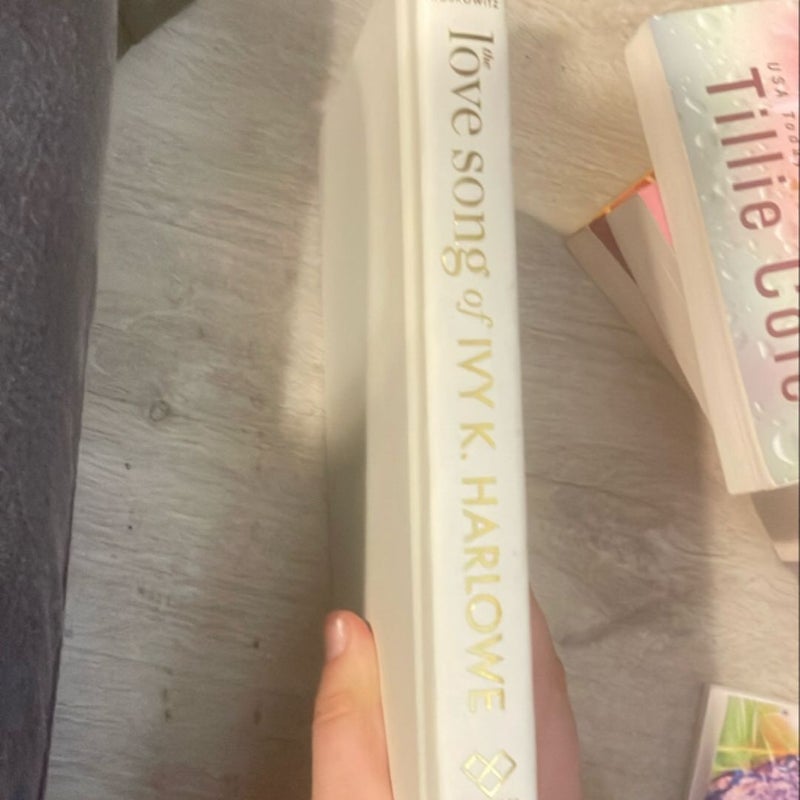 the love song of IVY K. HARLOWE
USA Today
Tillie Cole